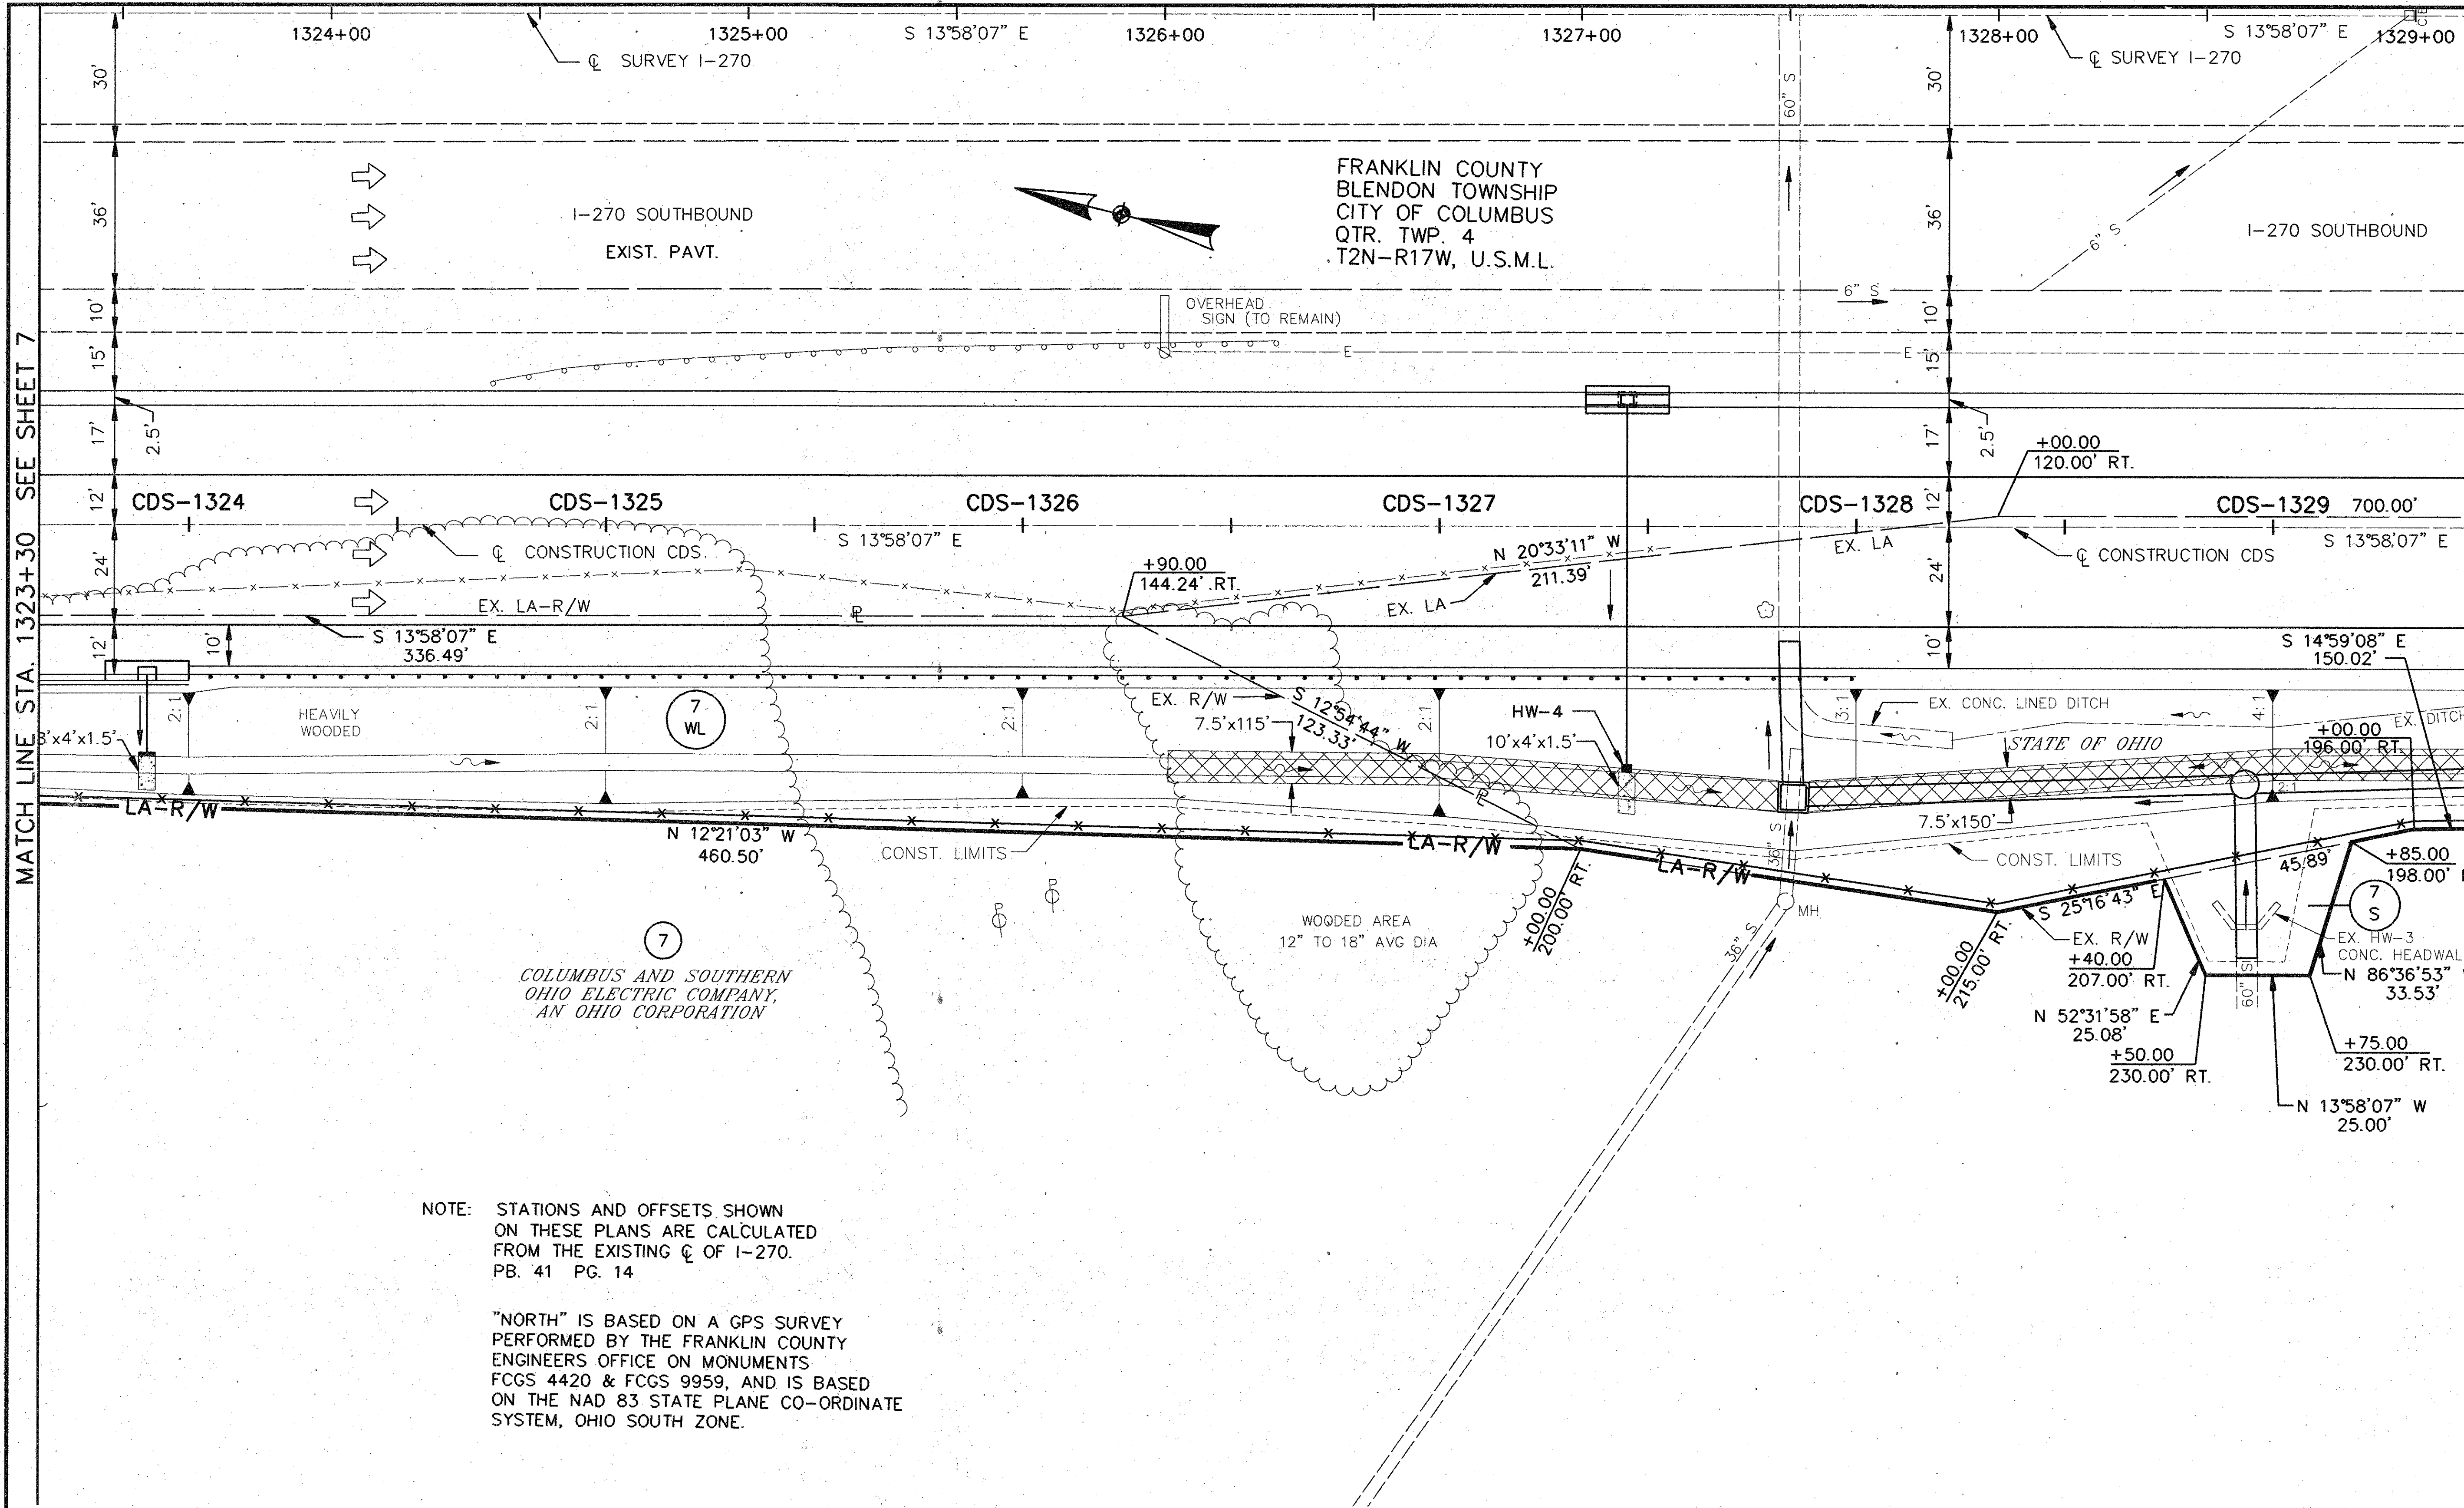 1324+00
1325+00
S 13°58'07" E
1326+00
1327+00
1328+00
S 13°58'07" E
1329+00
℄ SURVEY I-270
℄ SURVEY I-270
30'
60" S
30'
FRANKLIN COUNTY
BLENDON TOWNSHIP
CITY OF COLUMBUS
QTR. TWP. 4
T2N-R17W, U.S.M.L.
36'
I-270 SOUTHBOUND
EXIST. PAVT.
36'
6" S
I-270 SOUTHBOUND
10'
OVERHEAD
SIGN (TO REMAIN)
6" S
10'
15'
E
E
15'
MATCH LINE STA. 1323+30 SEE SHEET 7
17'
2.5'
17'
2.5'
+00.00
120.00' RT.
12'
CDS-1324
CDS-1325
CDS-1326
CDS-1327
CDS-1328
12'
CDS-1329
700.00'
24'
℄ CONSTRUCTION CDS
S 13°58'07" E
N 20°33'11" W
211.39'
EX. LA
24'
℄ CONSTRUCTION CDS
S 13°58'07" E
+90.00
144.24' RT.
EX. LA-R/W
EX. LA
S 13°58'07" E
336.49'
12'
10'
10'
S 14°59'08" E
150.02'
2:1
HEAVILY
WOODED
2:1
7
WL
2:1
EX. R/W
S 12°54'44" W
123.33'
7.5'x115'
2:1
HW-4
10'x4'x1.5'
3:1
EX. CONC. LINED DITCH
4:1
EX. DITCH
STATE OF OHIO
+00.00
196.00' RT.
'x4'x1.5'
LA-R/W
N 12°21'03" W
460.50'
CONST. LIMITS
LA-R/W
LA-R/W
36" S
7.5'x150'
2:1
CONST. LIMITS
45.89'
+85.00
198.00'
7
S
S 25°16'43" E
+00.00
200.00' RT.
MH
WOODED AREA
12" TO 18" AVG DIA
36" S
+00.00
215.00' RT.
EX. R/W
+40.00
207.00' RT.
EX. HW-3
CONC. HEADWAL
N 86°36'53"
33.53'
60" S
7
COLUMBUS AND SOUTHERN
OHIO ELECTRIC COMPANY,
AN OHIO CORPORATION
N 52°31'58" E
25.08'
+50.00
230.00' RT.
+75.00
230.00' RT.
N 13°58'07" W
25.00'
NOTE: STATIONS AND OFFSETS SHOWN
ON THESE PLANS ARE CALCULATED
FROM THE EXISTING ℄ OF I-270.
PB. 41 PG. 14
"NORTH" IS BASED ON A GPS SURVEY
PERFORMED BY THE FRANKLIN COUNTY
ENGINEERS OFFICE ON MONUMENTS
FCGS 4420 & FCGS 9959, AND IS BASED
ON THE NAD 83 STATE PLANE CO-ORDINATE
SYSTEM, OHIO SOUTH ZONE.